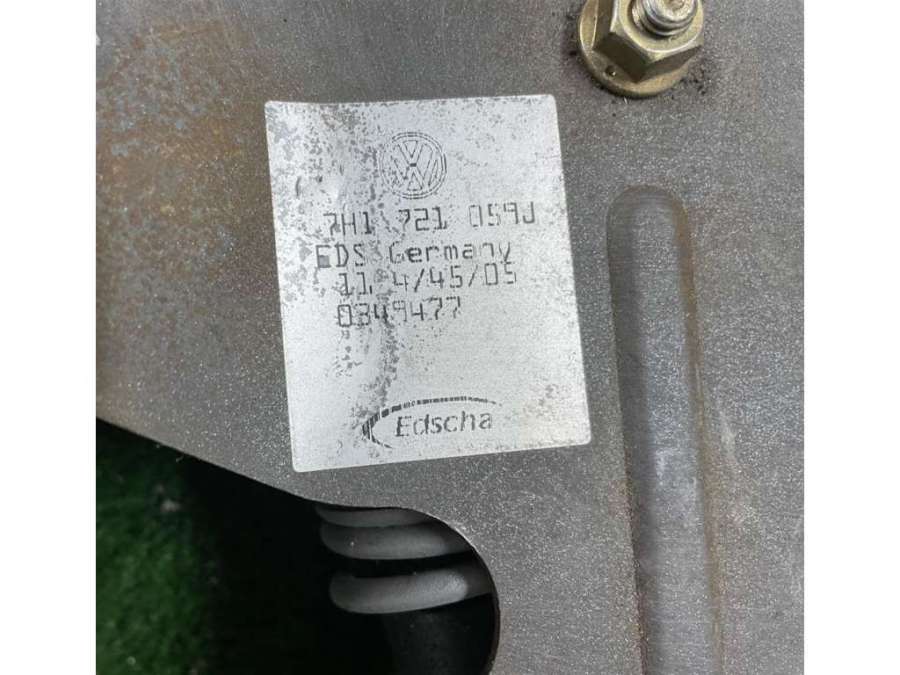 7H1 721 059J
EDS Germany
11. 4/45/05
0349477
Edscha